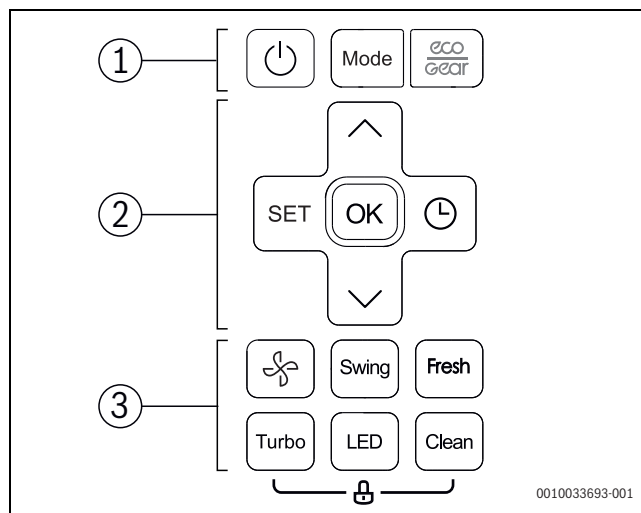 1
Mode
eco
Gear
2
SET
OK
3
Swing
Fresh
Turbo
LED
Clean
0010033693-001